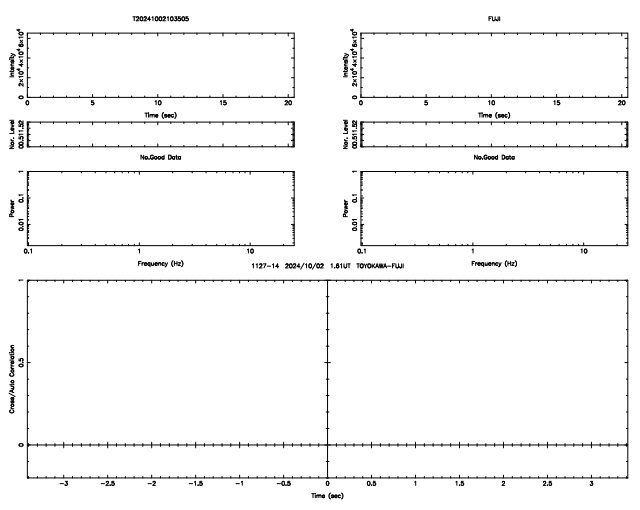 T20241002103505
FUJI
Intensity
0 2×10⁴ 4×10⁴ 6×10⁴
0 5 10 15 20
Time (sec)
Intensity
0 2×10⁴ 4×10⁴ 6×10⁴
0 5 10 15 20
Time (sec)
Nor. Level
00.511.52
Nor. Level
00.511.52
No.Good Data
No.Good Data
Power
1
0.1
0.01
0.1 1 10
Frequency (Hz)
Power
1
0.1
0.01
0.1 1 10
Frequency (Hz)
1127-14 2024/10/02 1.61UT TOYOKAWA-FUJI
Cross/Auto Correlation
1
0.5
0
-3 -2 -2 -1 -0.5 0 0.5 1 1.5 2 2.5 3
Time (sec)